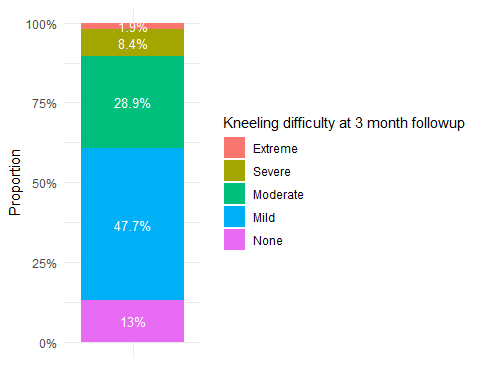 100%
75%
50%
25%
0%
Proportion
1.9%
8.4%
28.9%
47.7%
13%
Kneeling difficulty at 3 month followup
Extreme
Severe
Moderate
Mild
None